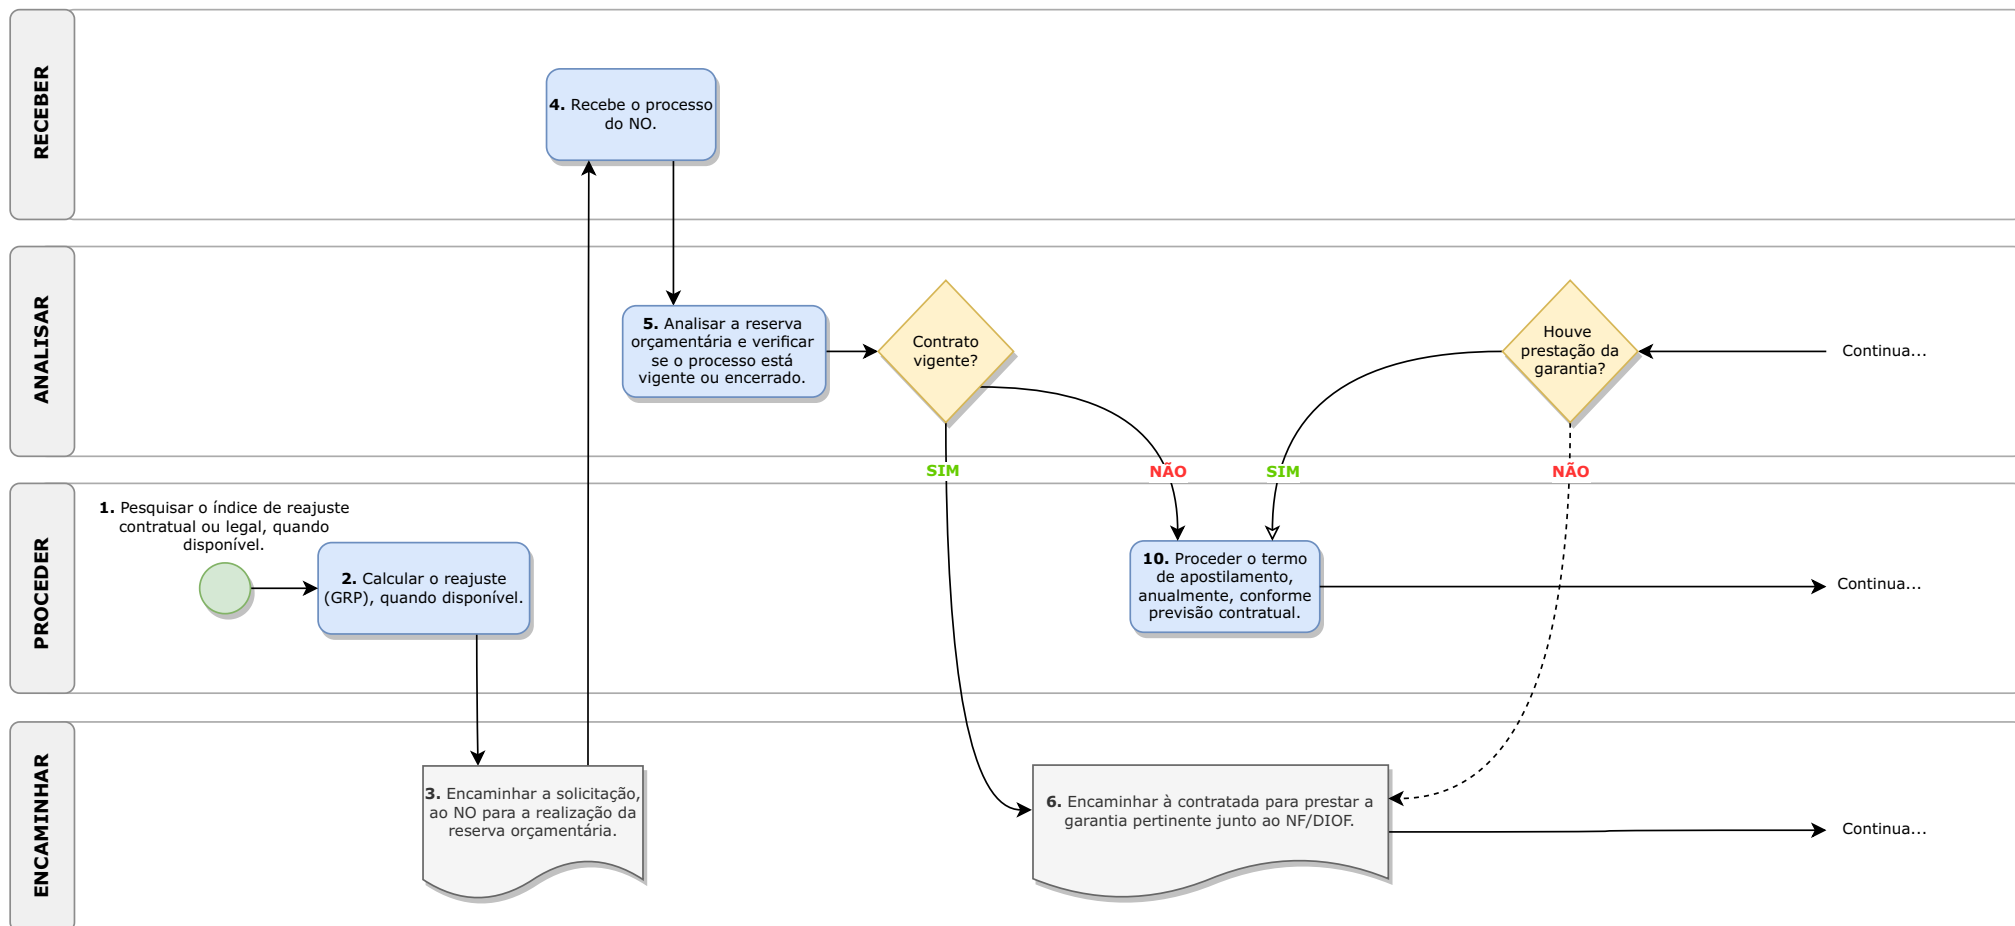 RECEBER
4. Recebe o processo
do NO.
ANALISAR
5. Analisar a reserva
orçamentária e verificar
se o processo está
vigente ou encerrado.
Contrato
vigente?
Houve
prestação da
garantia?
Continua...
SIM
NÃO
SIM
NÃO
PROCEDER
1. Pesquisar o índice de reajuste
contratual ou legal, quando
disponível.
2. Calcular o reajuste
(GRP), quando disponível.
10. Proceder o termo
de apostilamento,
anualmente, conforme
previsão contratual.
Continua...
ENCAMINHAR
3. Encaminhar a solicitação,
ao NO para a realização da
reserva orçamentária.
6. Encaminhar à contratada para prestar a
garantia pertinente junto ao NF/DIOF.
Continua...